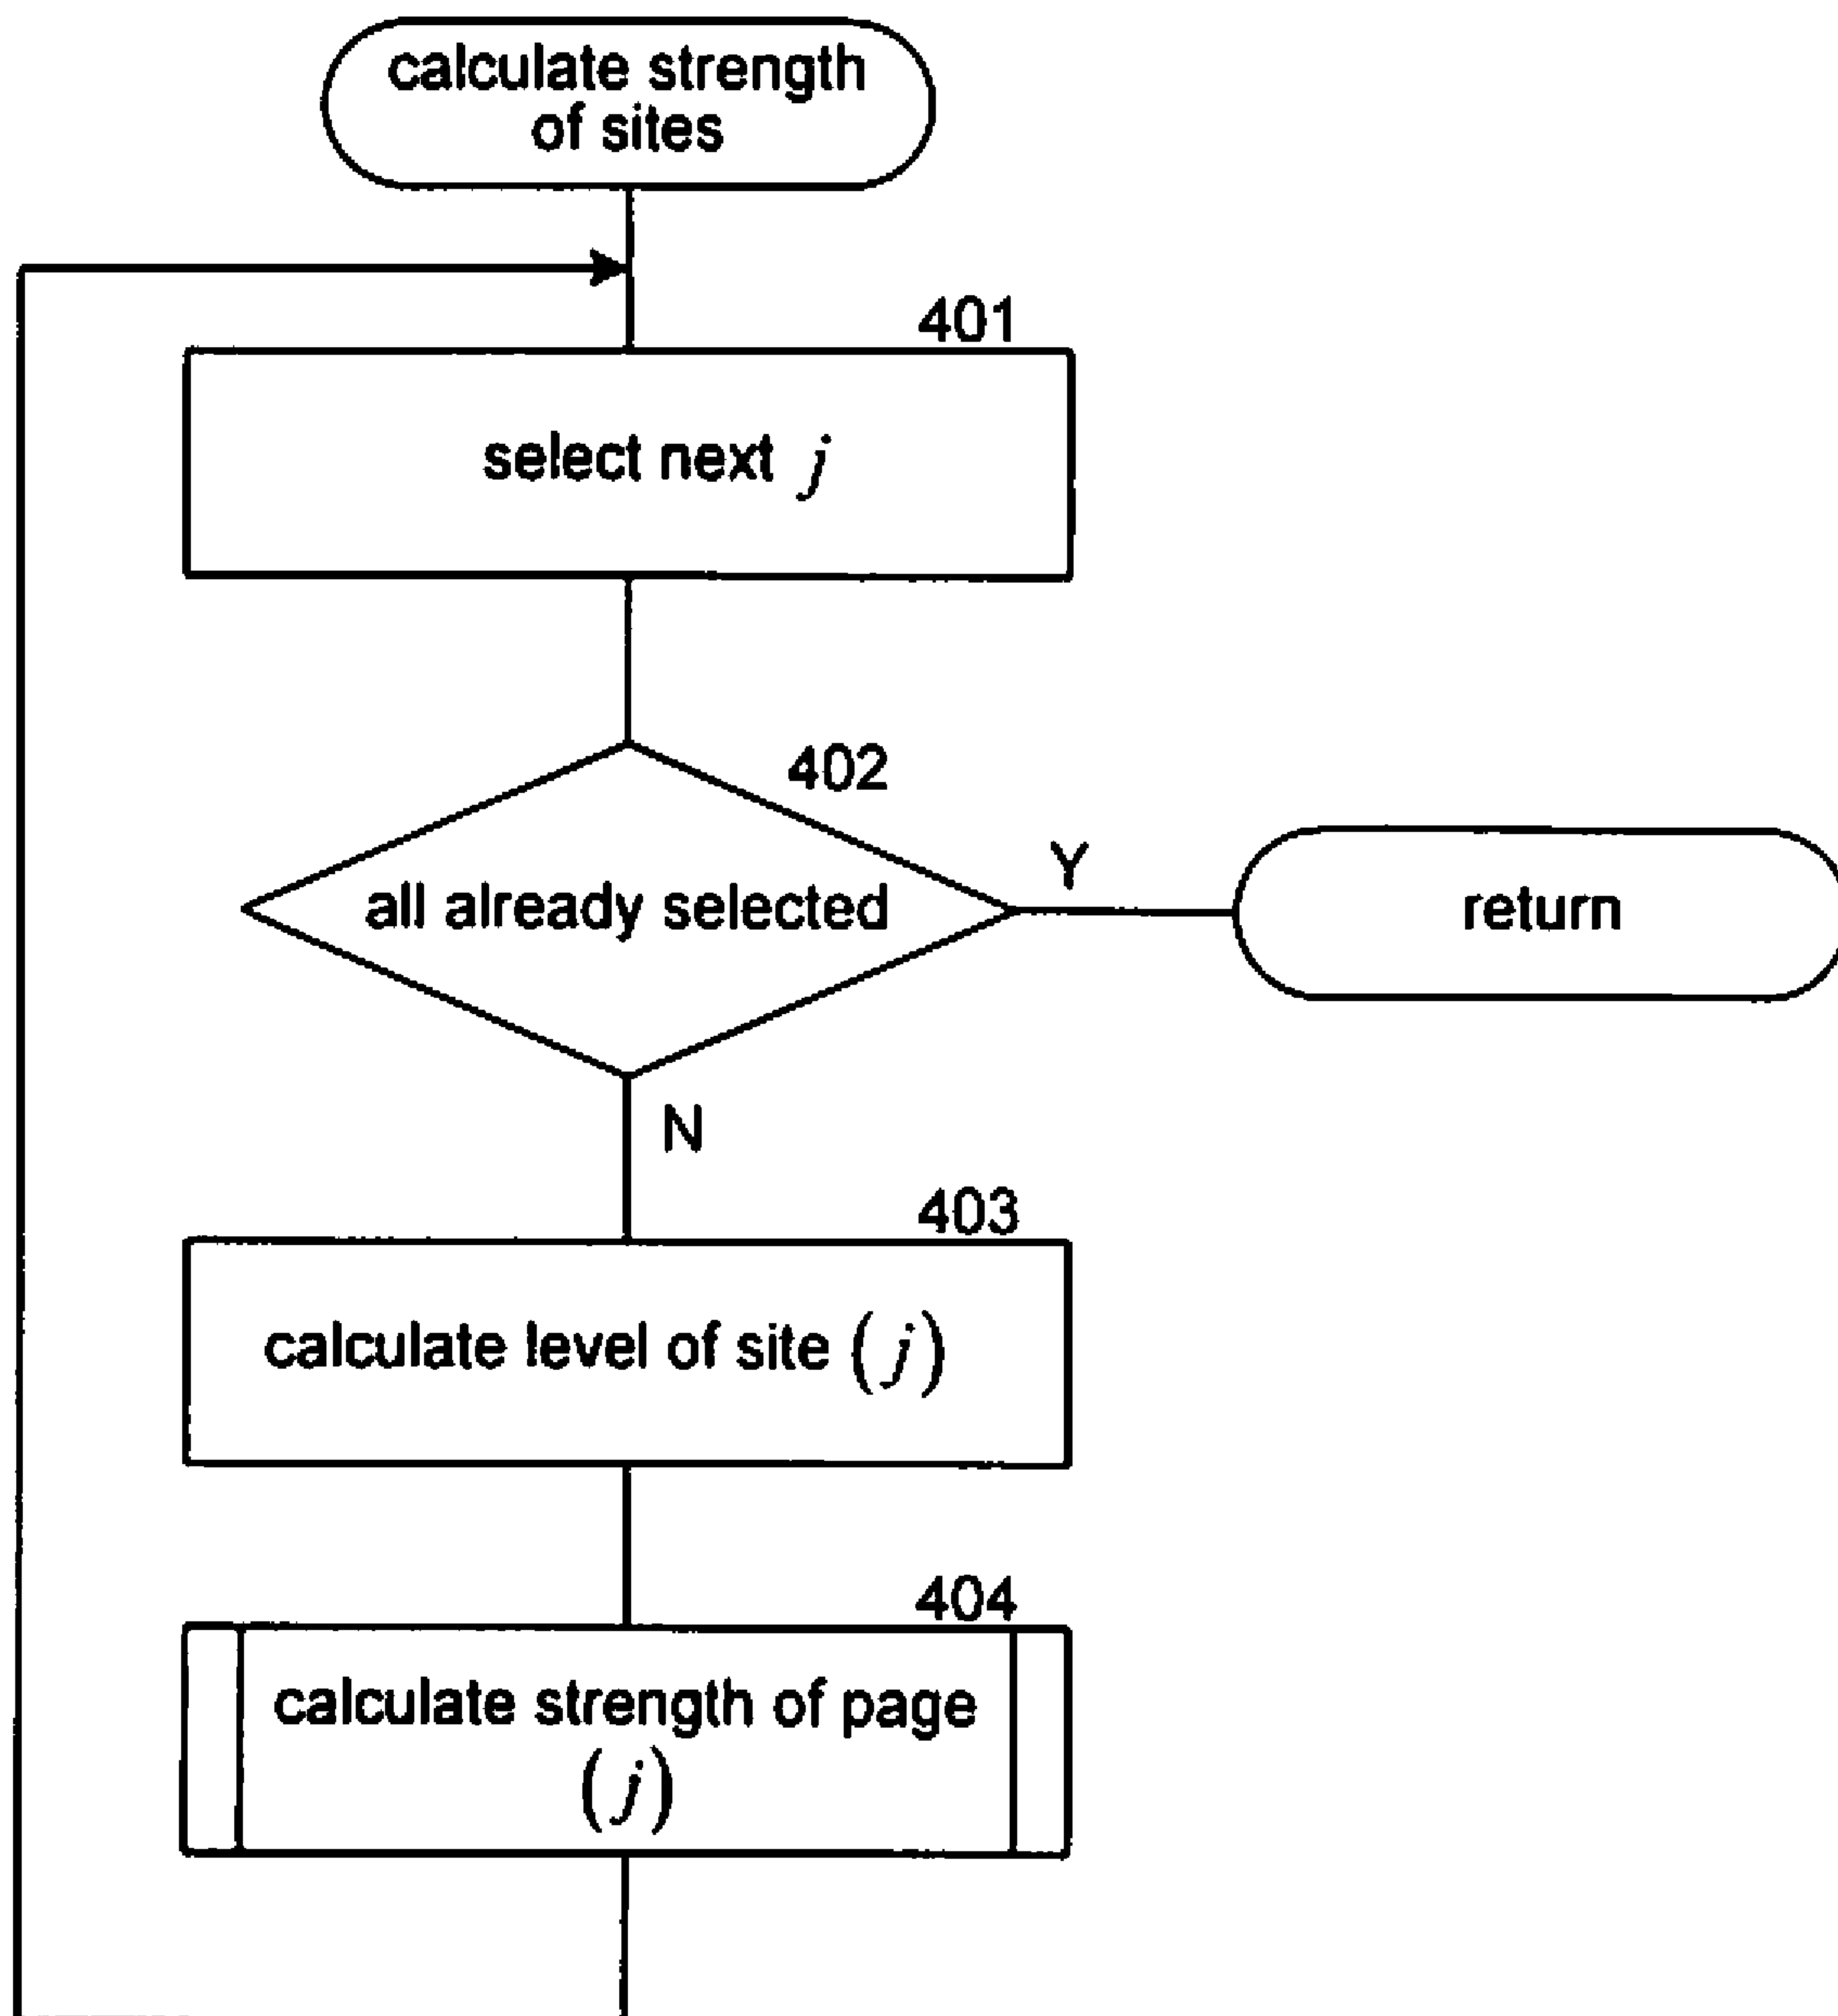 calculate strength
of sites
401
select next j
402
all already selected
Y
return
N
403
calculate level of site (j)
404
calculate strength of page
(j)